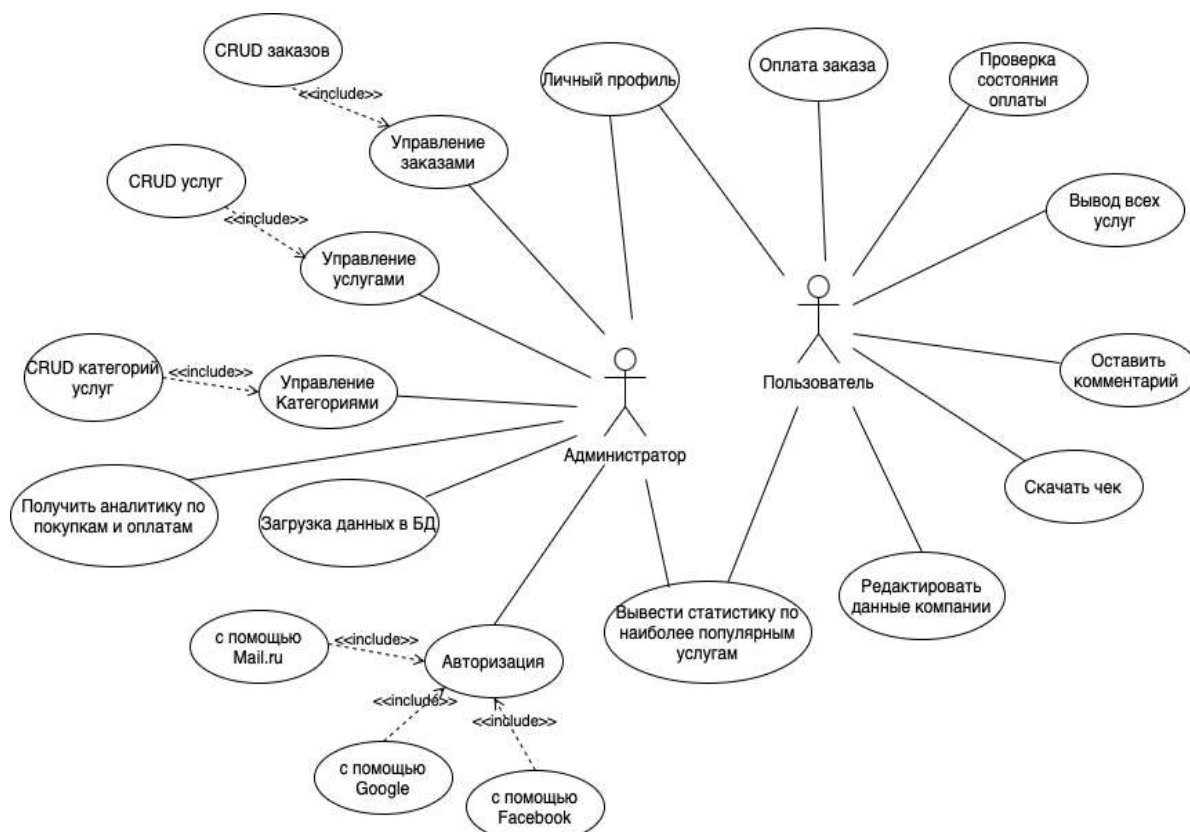 CRUD заказов
<<include>>
Управление
заказами
Личный профиль
Оплата заказа
Проверка
состояния
оплаты
CRUD услуг
<<include>>
Управление
услугами
Вывод всех
услуг
CRUD категорий
услуг
<<include>>
Управление
Категориями
Администратор
Пользователь
Оставить
комментарий
Скачать чек
Получить аналитику по
покупкам и оплатам
Загрузка данных в БД
Редактировать
данные компании
Вывести статистику по
наиболее популярным
услугам
с помощью
Mail.ru
<<include>>
Авторизация
<<include>>
<<include>>
с помощью
Google
с помощью
Facebook